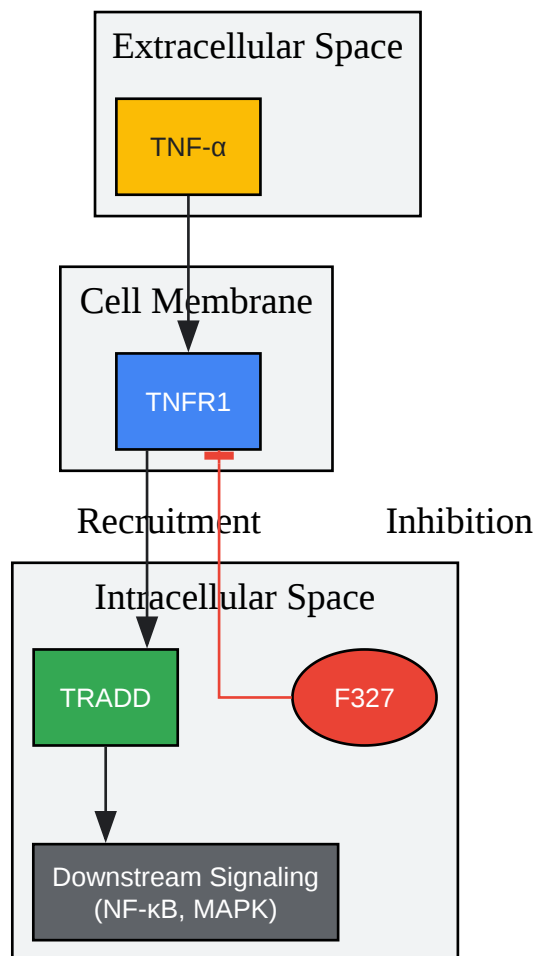 Extracellular Space
TNF-α
Cell Membrane
TNFR1
Recruitment
Inhibition
Intracellular Space
TRADD
F327
Downstream Signaling
(NF-κB, MAPK)